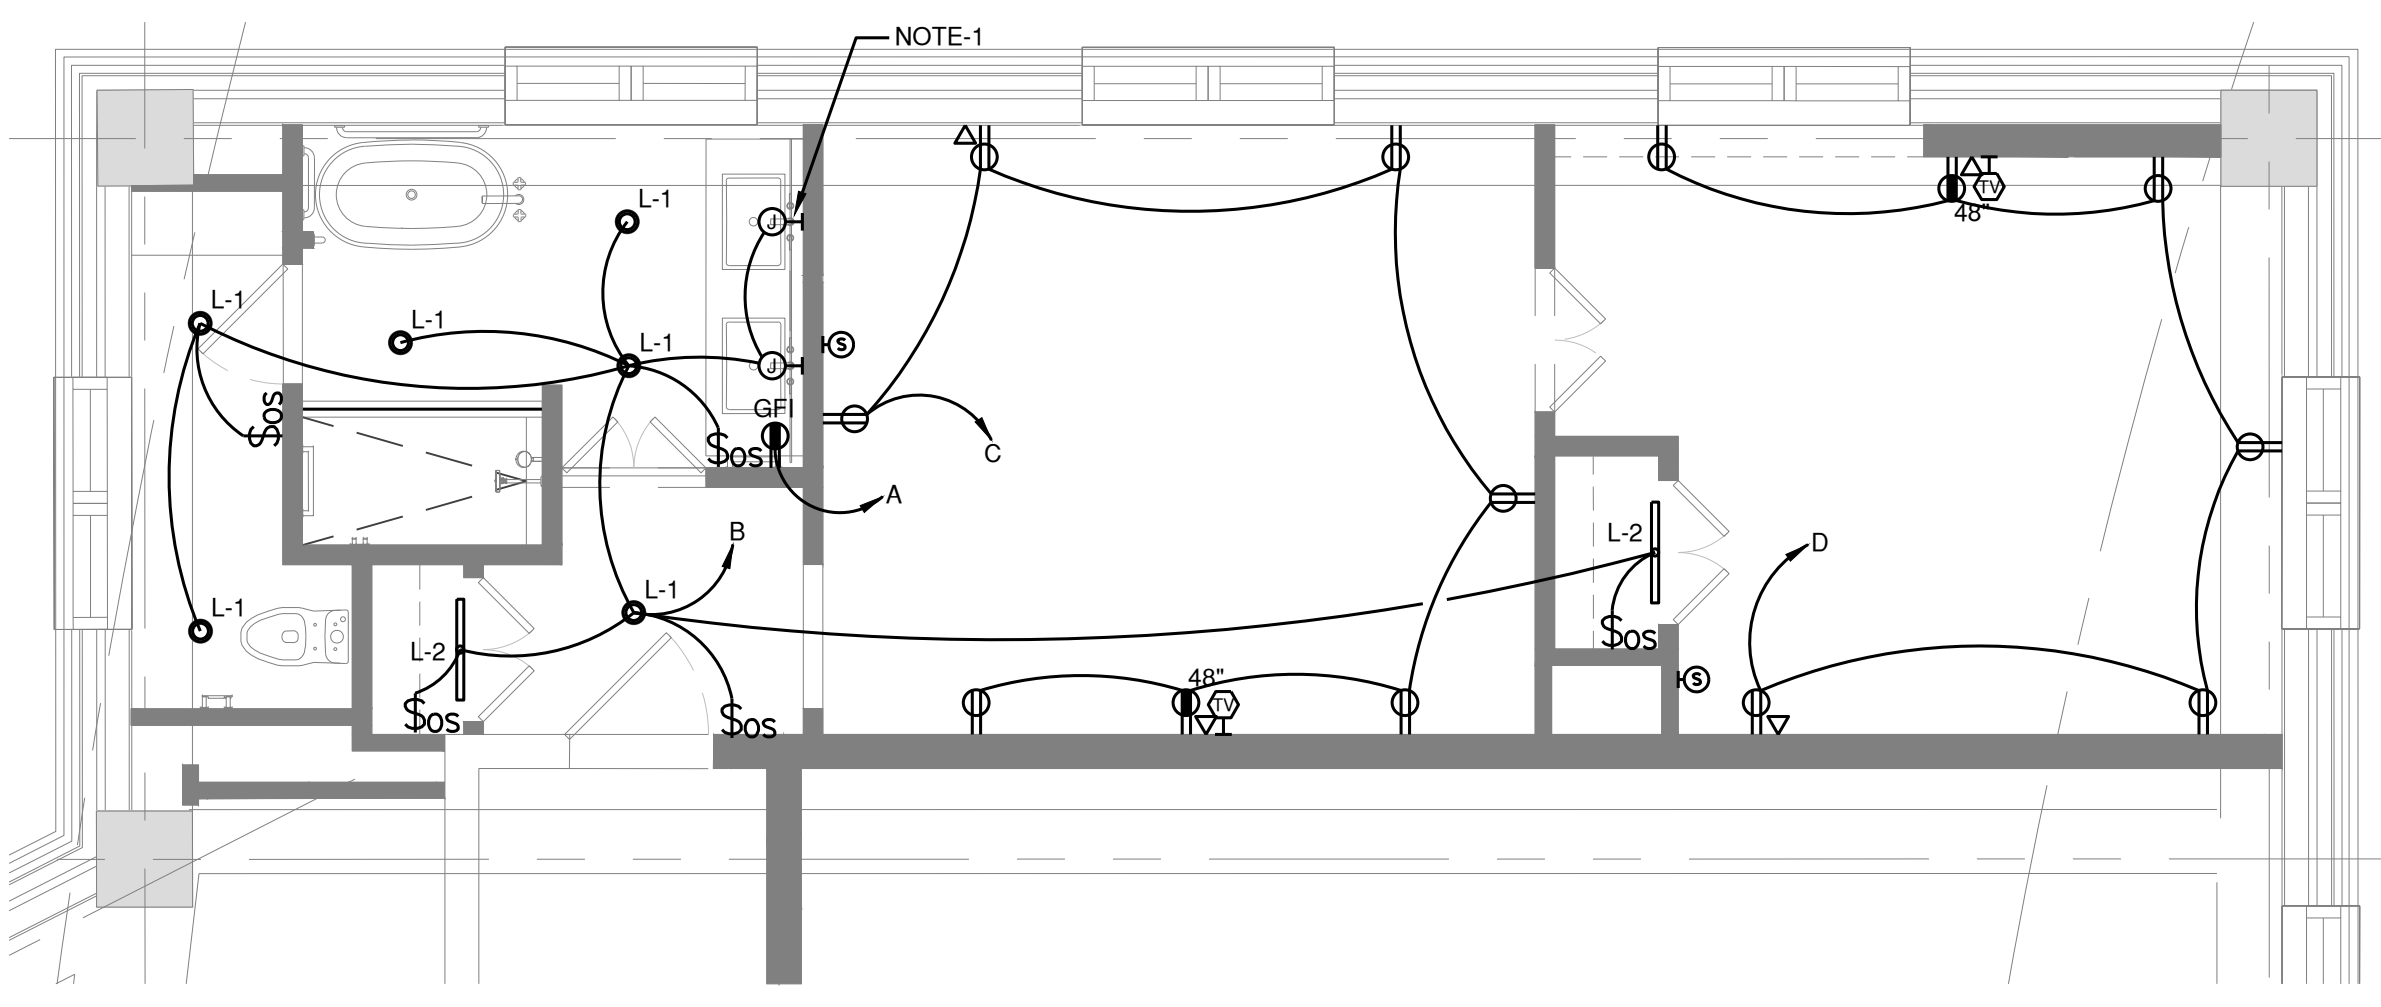 NOTE-1
L-1
J
TV
48"
L-1
L-1
L-1
J
S
$os
GFI
$os
C
A
B
L-2
D
L-1
L-1
$os
L-2
48"
S
TV
$os
$os